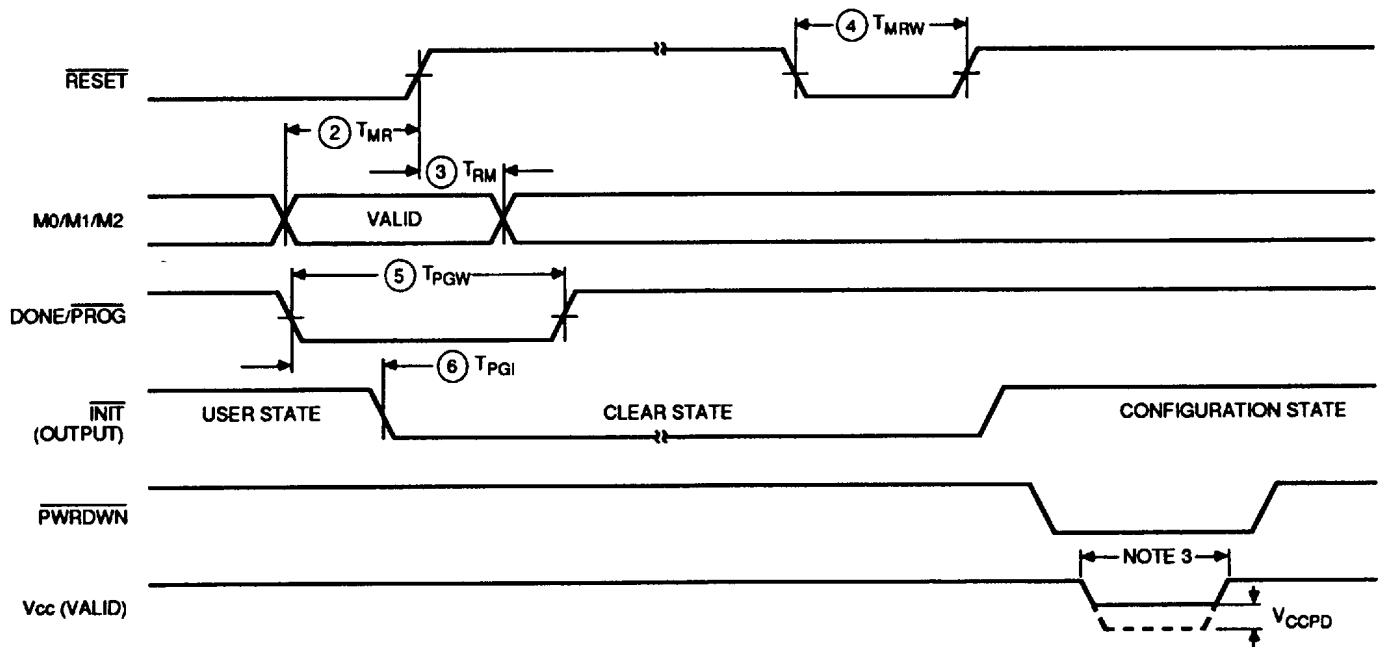 4 TMRW
RESET
2 TMR
3 TRM
M0/M1/M2
VALID
5 TPGW
DONE/PROG
6 TPGI
INIT
(OUTPUT)
USER STATE
CLEAR STATE
CONFIGURATION STATE
PWRDWN
NOTE 3
Vcc (VALID)
VCCPD